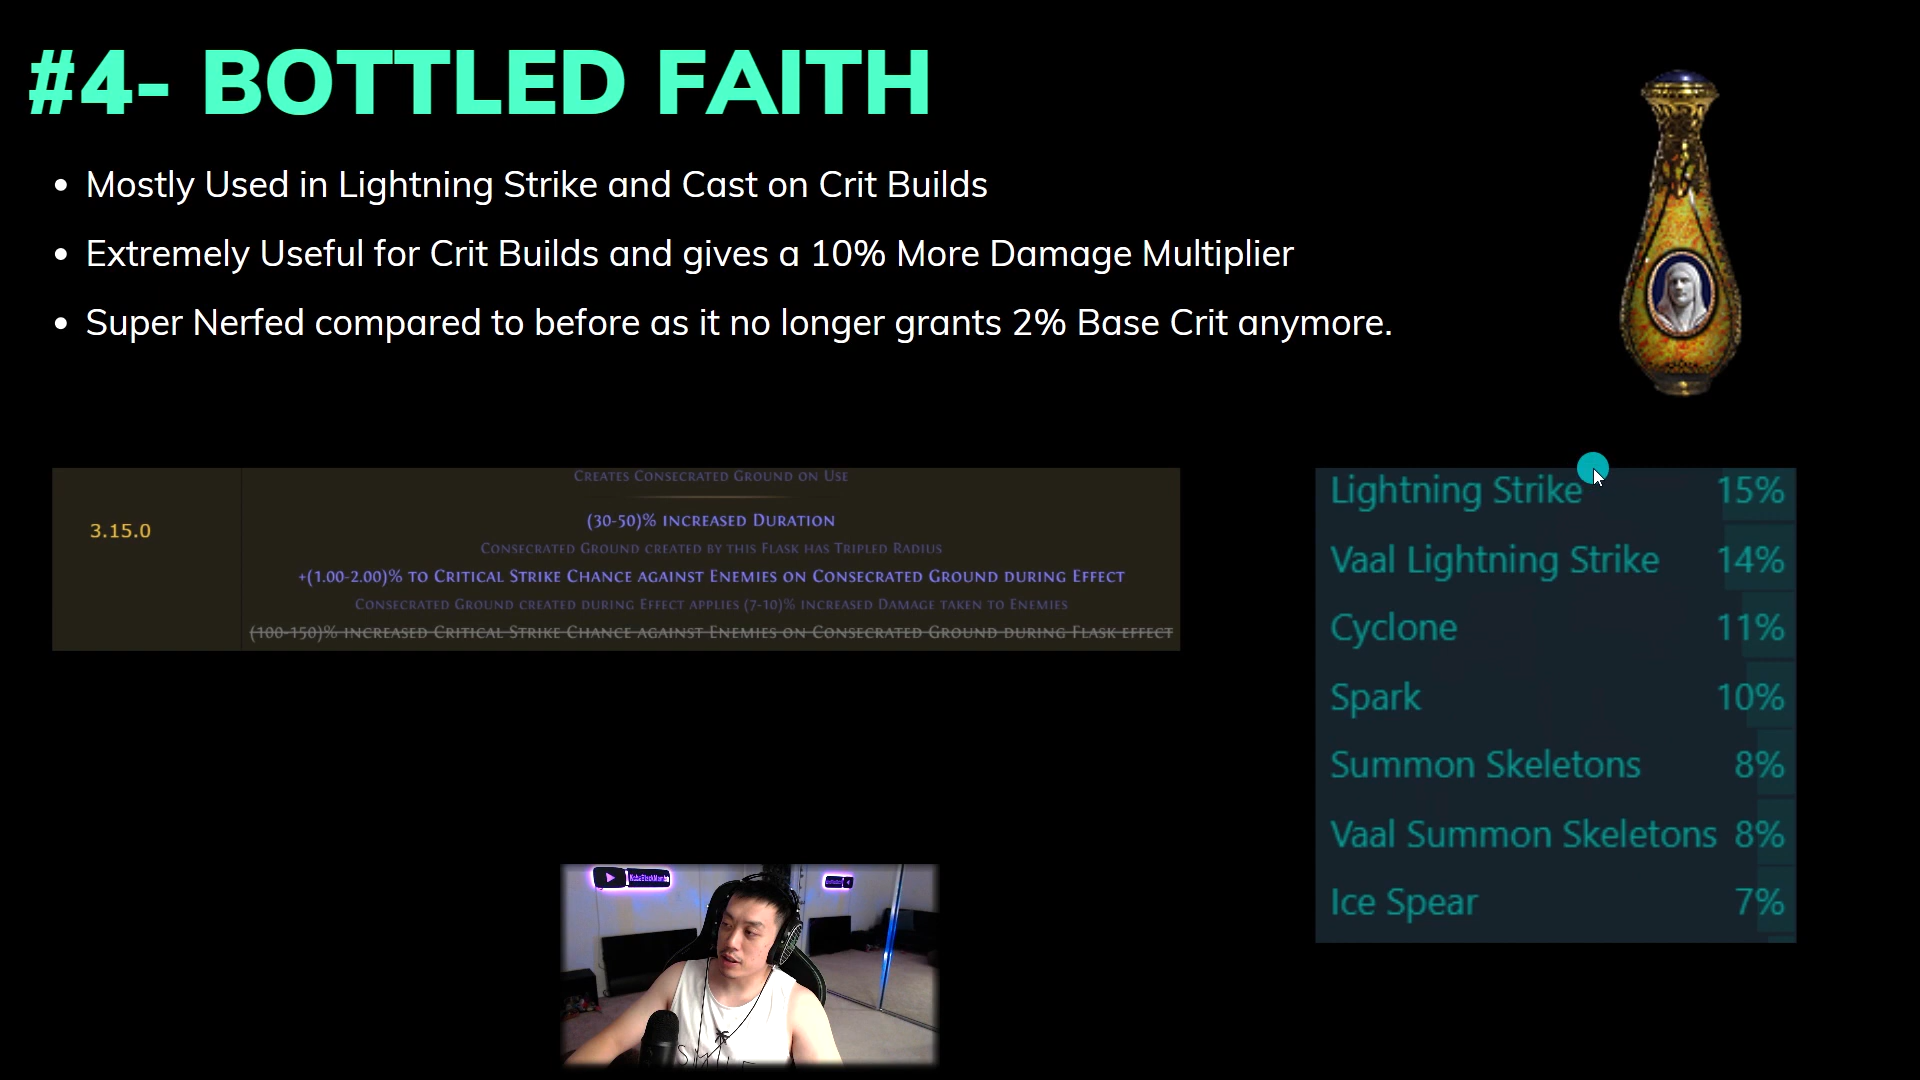 #4- BOTTLED FAITH
• Mostly Used in Lightning Strike and Cast on Crit Builds
• Extremely Useful for Crit Builds and gives a 10% More Damage Multiplier
• Super Nerfed compared to before as it no longer grants 2% Base Crit anymore.
3.15.0
Creates Consecrated Ground on Use
(30-50)% increased Duration
Consecrated Ground created by this Flask has Tripled Radius
+(1.00-2.00)% to Critical Strike Chance against Enemies on Consecrated Ground during Effect
Consecrated Ground created during Effect applies (7-10)% increased Damage taken to Enemies
(100-150)% increased Critical Strike Chance against Enemies on Consecrated Ground during Flask effect
Lightning Strike 15%
Vaal Lightning Strike 14%
Cyclone 11%
Spark 10%
Summon Skeletons 8%
Vaal Summon Skeletons 8%
Ice Spear 7%